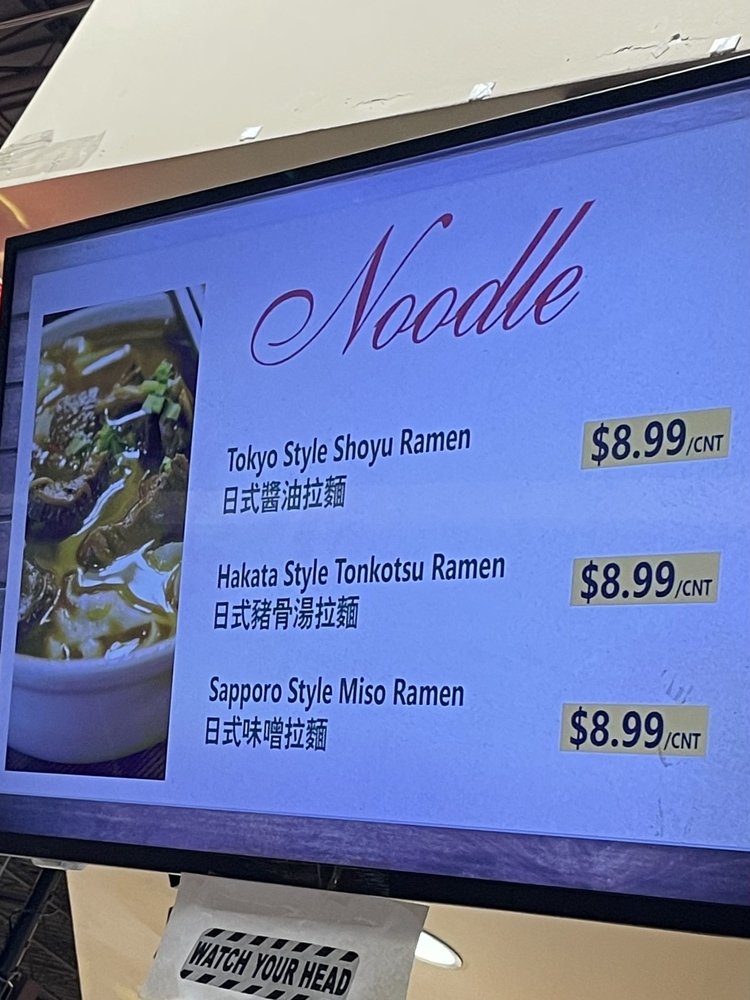 Noodle
Tokyo Style Shoyu Ramen
$8.99/CNT
日式醬油拉麵
Hakata Style Tonkotsu Ramen
$8.99/CNT
日式豬骨湯拉麵
Sapporo Style Miso Ramen
$8.99/CNT
日式味噌拉麵
WATCH YOUR HEAD